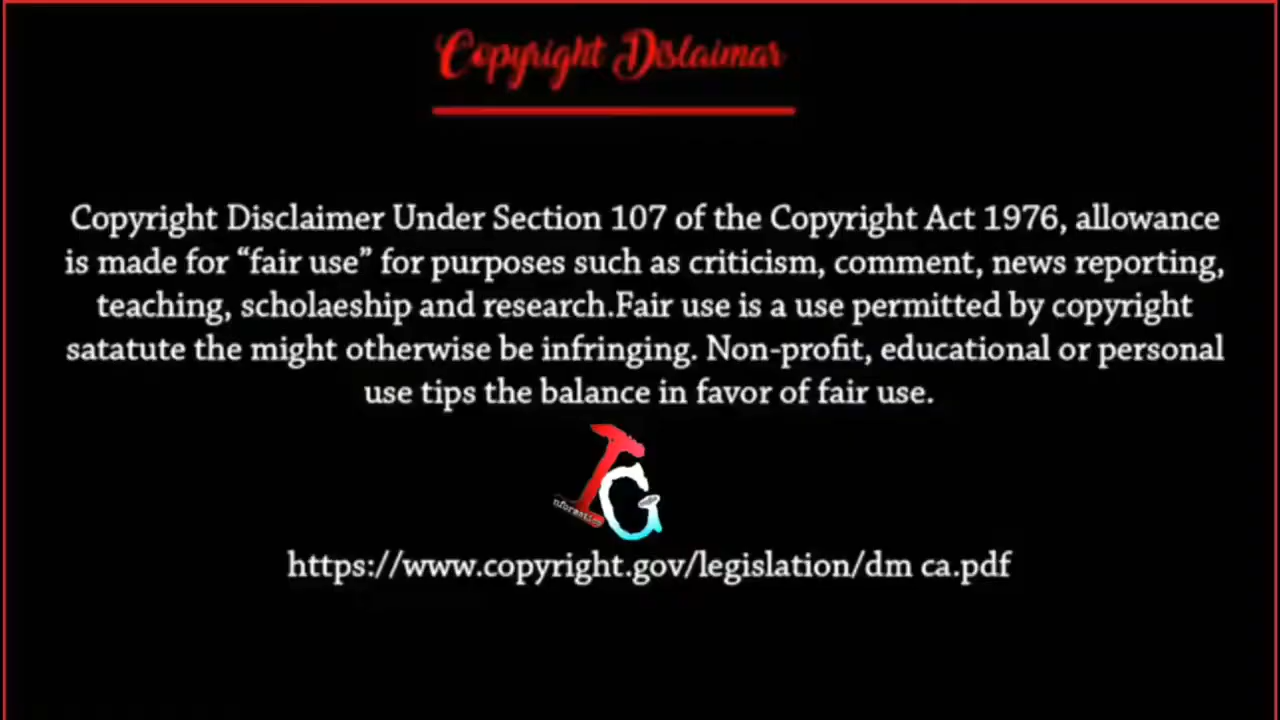 Copyright Dislaimar
Copyright Disclaimer Under Section 107 of the Copyright Act 1976, allowance
is made for “fair use” for purposes such as criticism, comment, news reporting,
teaching, scholaeship and research.Fair use is a use permitted by copyright
satatute the might otherwise be infringing. Non-profit, educational or personal
use tips the balance in favor of fair use.
IG
nformation
https://www.copyright.gov/legislation/dm ca.pdf